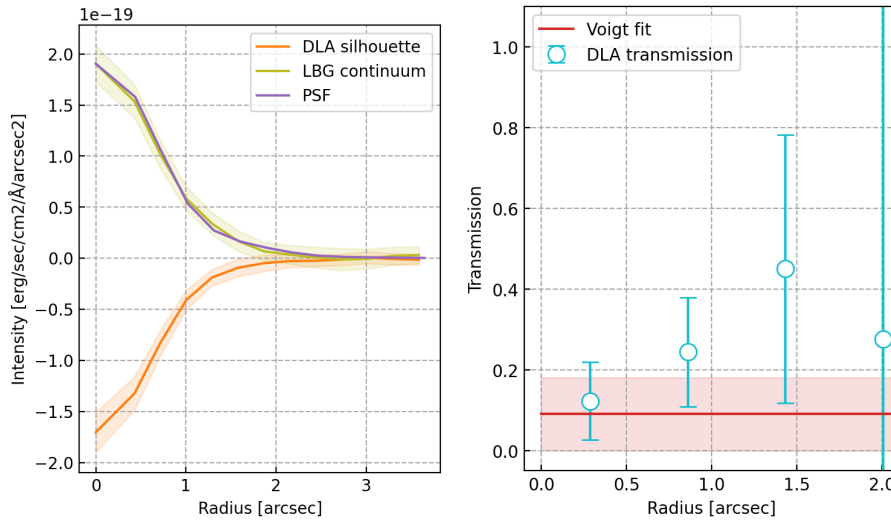 1e−19
DLA silhouette
LBG continuum
PSF
2.0
1.5
1.0
0.5
0.0
−0.5
−1.0
−1.5
−2.0
Intensity [erg/sec/cm2/Å/arcsec2]
0 1 2 3
Radius [arcsec]
Voigt fit
DLA transmission
1.0
0.8
0.6
0.4
0.2
0.0
Transmission
0.0 0.5 1.0 1.5 2.0
Radius [arcsec]